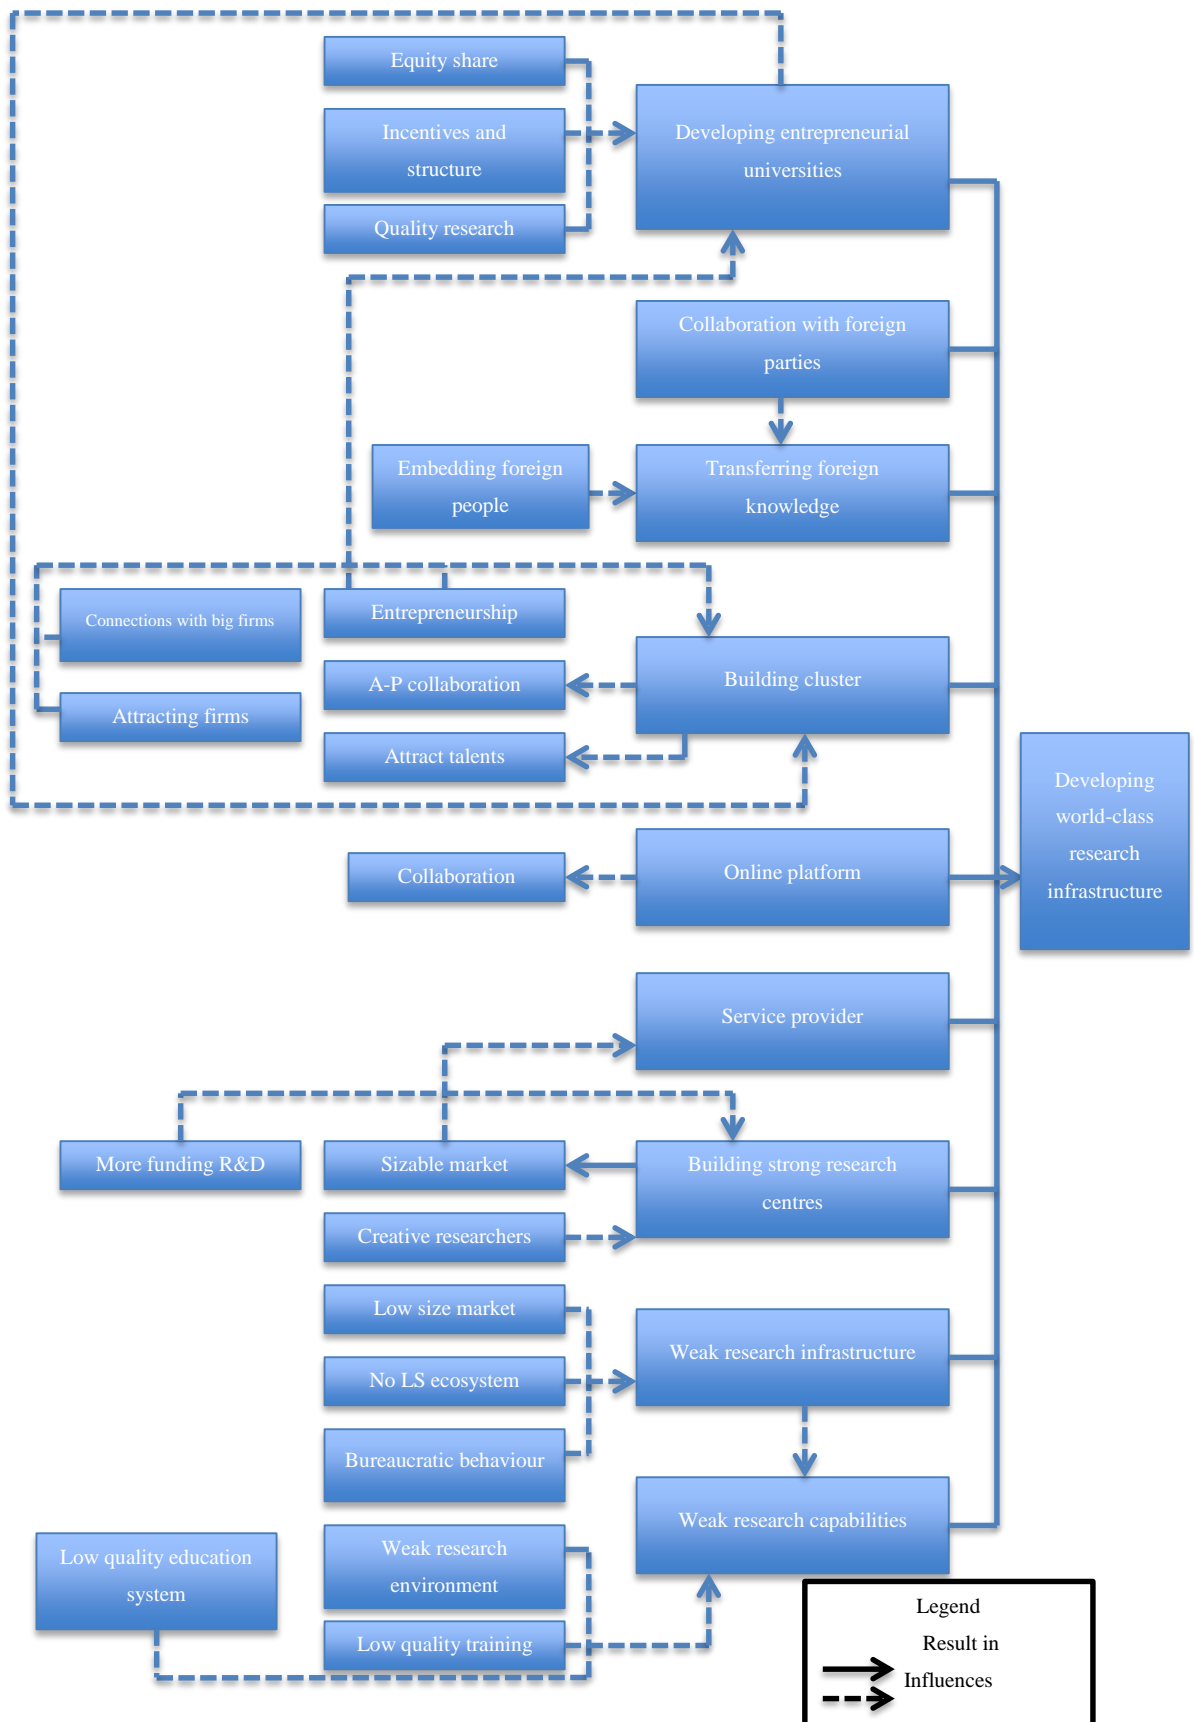 Equity share
Incentives and
structure
Quality research
Developing entrepreneurial
universities
Collaboration with foreign
parties
Embedding foreign
people
Transferring foreign
knowledge
Connections with big firms
Attracting firms
Entrepreneurship
A-P collaboration
Attract talents
Building cluster
Developing
world-class
research
infrastructure
Collaboration
Online platform
Service provider
More funding R&D
Sizable market
Creative researchers
Building strong research
centres
Low size market
No LS ecosystem
Bureaucratic behaviour
Weak research infrastructure
Weak research capabilities
Low quality education
system
Weak research
environment
Low quality training
Legend
Result in
Influences